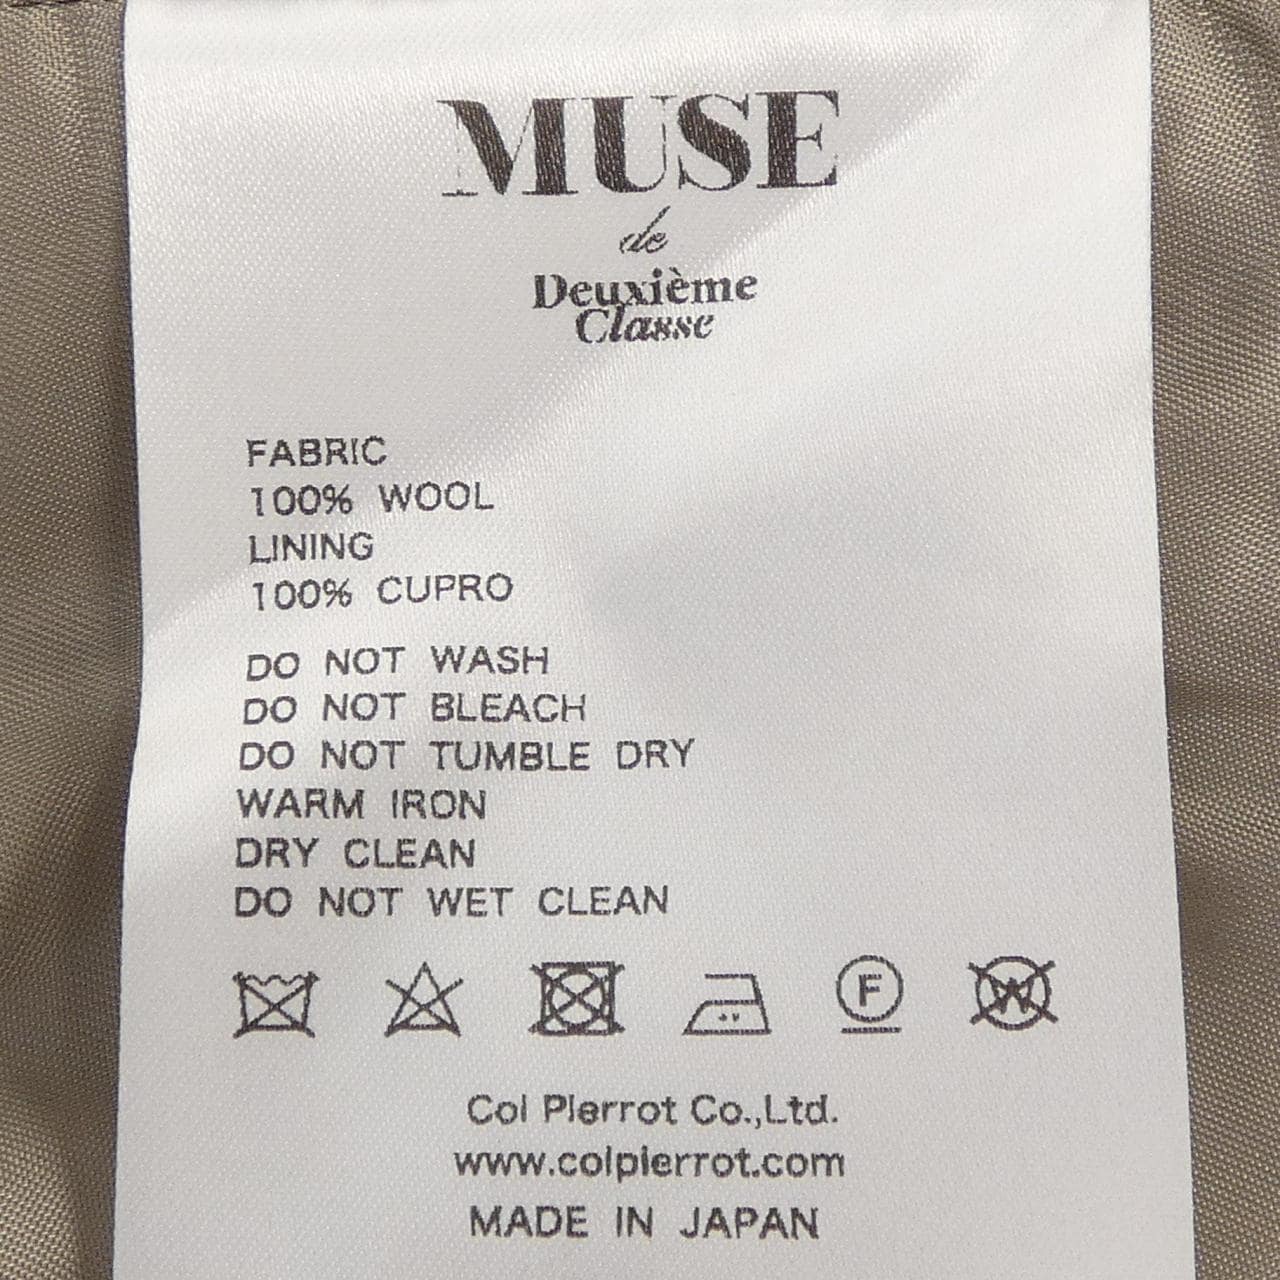 MUSE
de
Deuxième
Classe
FABRIC
100% WOOL
LINING
100% CUPRO
DO NOT WASH
DO NOT BLEACH
DO NOT TUMBLE DRY
WARM IRON
DRY CLEAN
DO NOT WET CLEAN
F W
Col Pierrot Co.,Ltd.
www.colpierrot.com
MADE IN JAPAN